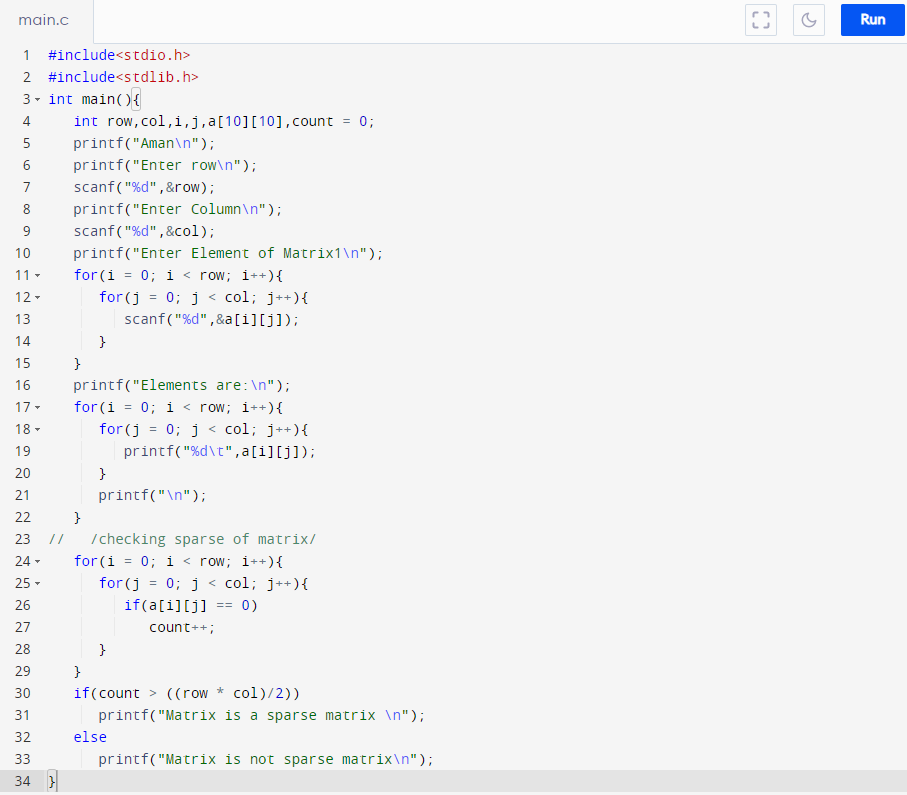 main.c
Run
1 #include<stdio.h>
2 #include<stdlib.h>
3 int main(){
4    int row,col,i,j,a[10][10],count = 0;
5    printf("Aman\n");
6    printf("Enter row\n");
7    scanf("%d",&row);
8    printf("Enter Column\n");
9    scanf("%d",&col);
10    printf("Enter Element of Matrix1\n");
11    for(i = 0; i < row; i++){
12       for(j = 0; j < col; j++){
13          scanf("%d",&a[i][j]);
14       }
15    }
16    printf("Elements are:\n");
17    for(i = 0; i < row; i++){
18       for(j = 0; j < col; j++){
19          printf("%d\t",a[i][j]);
20       }
21       printf("\n");
22    }
23 //   /checking sparse of matrix/
24    for(i = 0; i < row; i++){
25       for(j = 0; j < col; j++){
26          if(a[i][j] == 0)
27             count++;
28       }
29    }
30    if(count > ((row * col)/2))
31       printf("Matrix is a sparse matrix \n");
32    else
33       printf("Matrix is not sparse matrix\n");
34 }